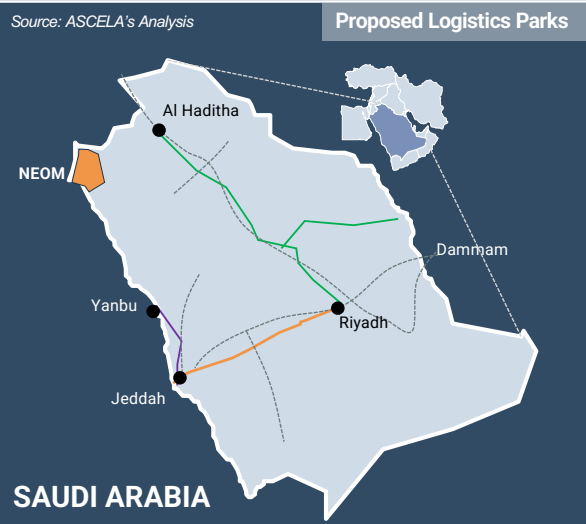 Source: ASCELA's Analysis
Proposed Logistics Parks
Al Haditha
NEOM
Dammam
Yanbu
Riyadh
Jeddah
SAUDI ARABIA